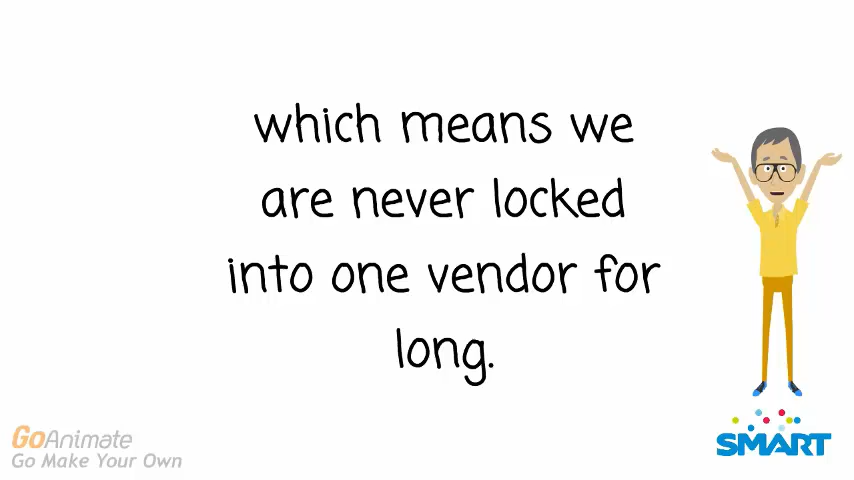 which means we
are never locked
into one vendor for
long.
GoAnimate
Go Make Your Own
SMART